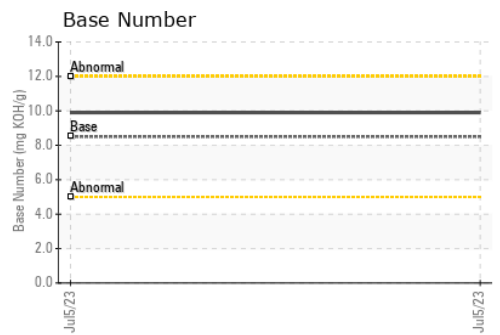 Base Number
Base Number (mg KOH/g)
14.0
12.0
10.0
8.0
6.0
4.0
2.0
0.0
Abnormal
Base
Abnormal
Jul5/23
Jul5/23